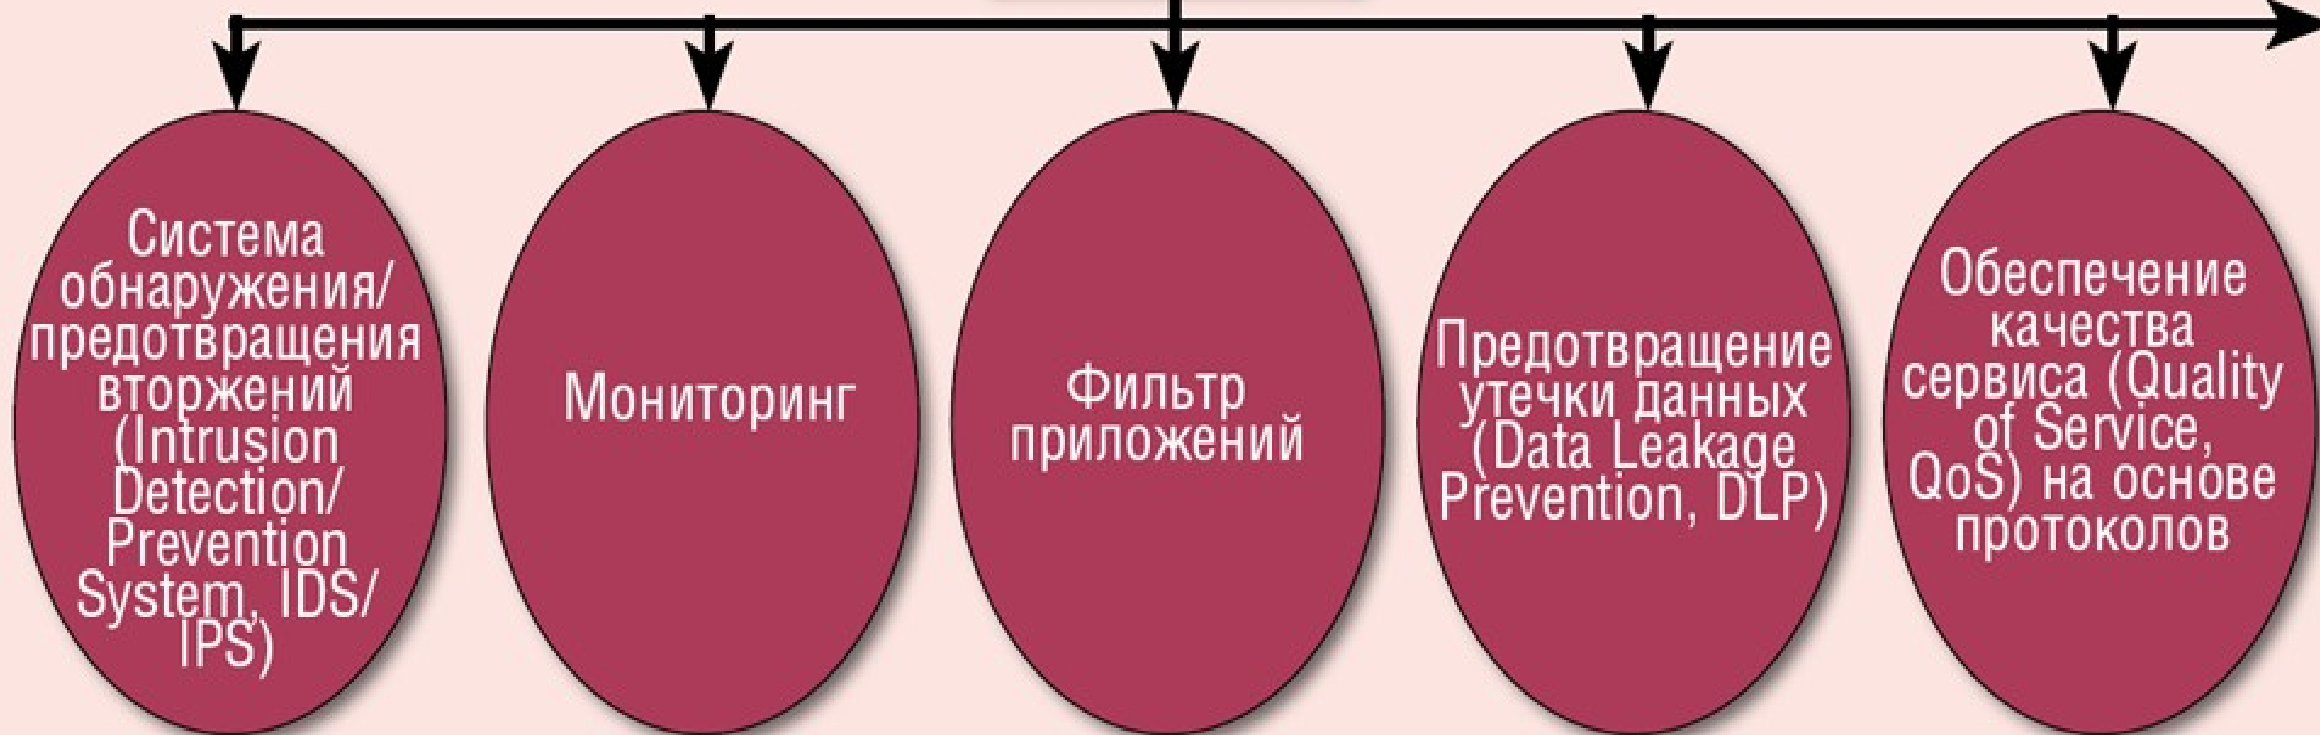 Система
обнаружения/
предотвращения
вторжений
(Intrusion
Detection/
Prevention
System, IDS/
IPS)
Мониторинг
Фильтр
приложений
Предотвращение
утечки данных
(Data Leakage
Prevention, DLP)
Обеспечение
качества
сервиса (Quality
of Service,
QoS) на основе
протоколов